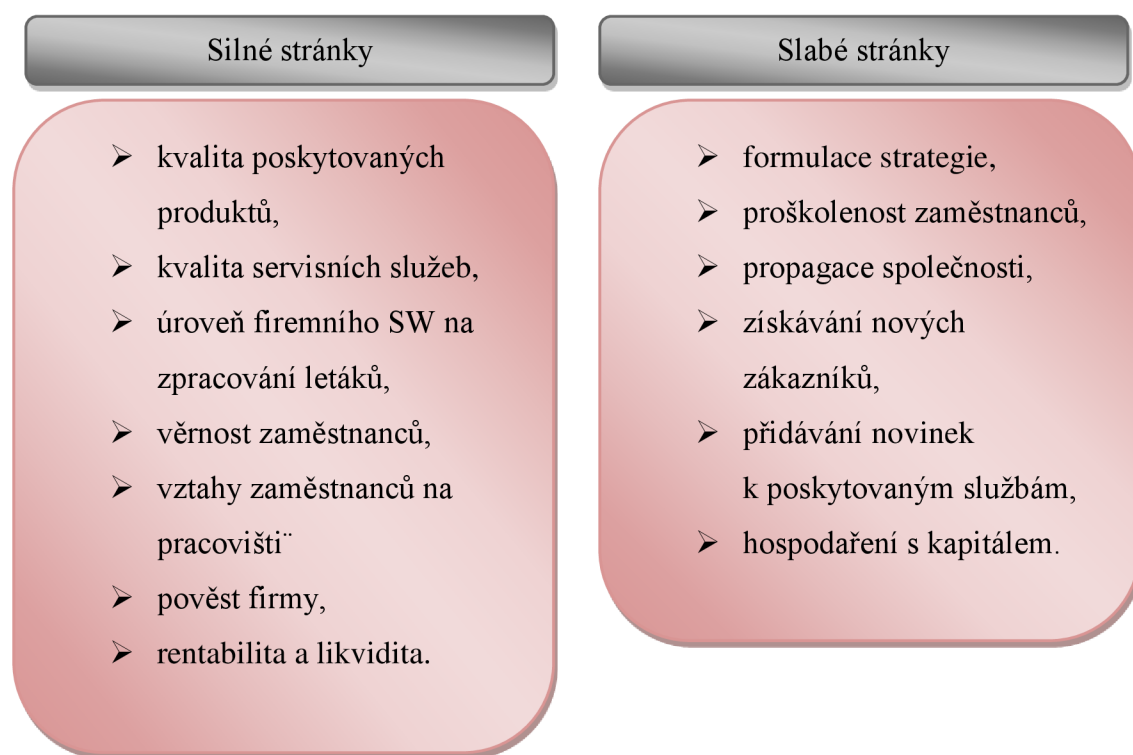 Silné stránky
➢ kvalita poskytovaných
produktů,
➢ kvalita servisních služeb,
➢ úroveň firemního SW na
zpracování letáků,
➢ věrnost zaměstnanců,
➢ vztahy zaměstnanců na
pracovišti¨
➢ pověst firmy,
➢ rentabilita a likvidita.
Slabé stránky
➢ formulace strategie,
➢ proškolenost zaměstnanců,
➢ propagace společnosti,
➢ získávání nových
zákazníků,
➢ přidávání novinek
k poskytovaným službám,
➢ hospodaření s kapitálem.